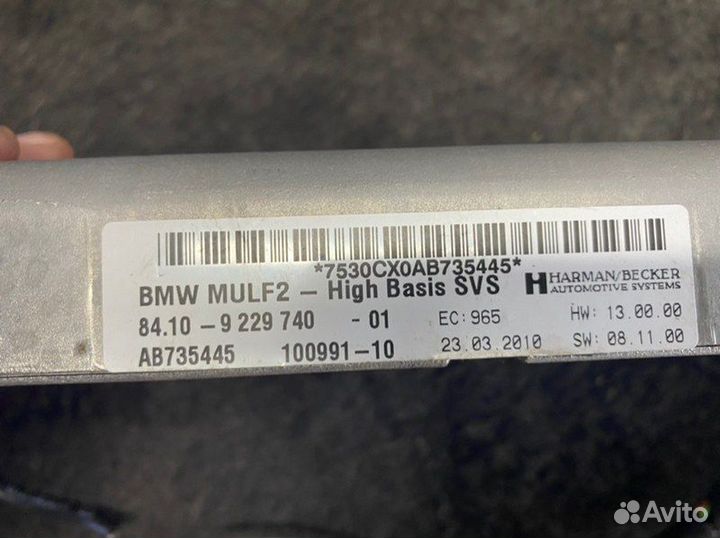 *7530CX0AB735445*
BMW MULF2 – High Basis SVS
HARMAN/BECKER
AUTOMOTIVE SYSTEMS
84.10 – 9 229 740 - 01 EC: 965 HW: 13.00.00
AB735445 100991–10 23.03.2010 SW: 08.11.00
Avito